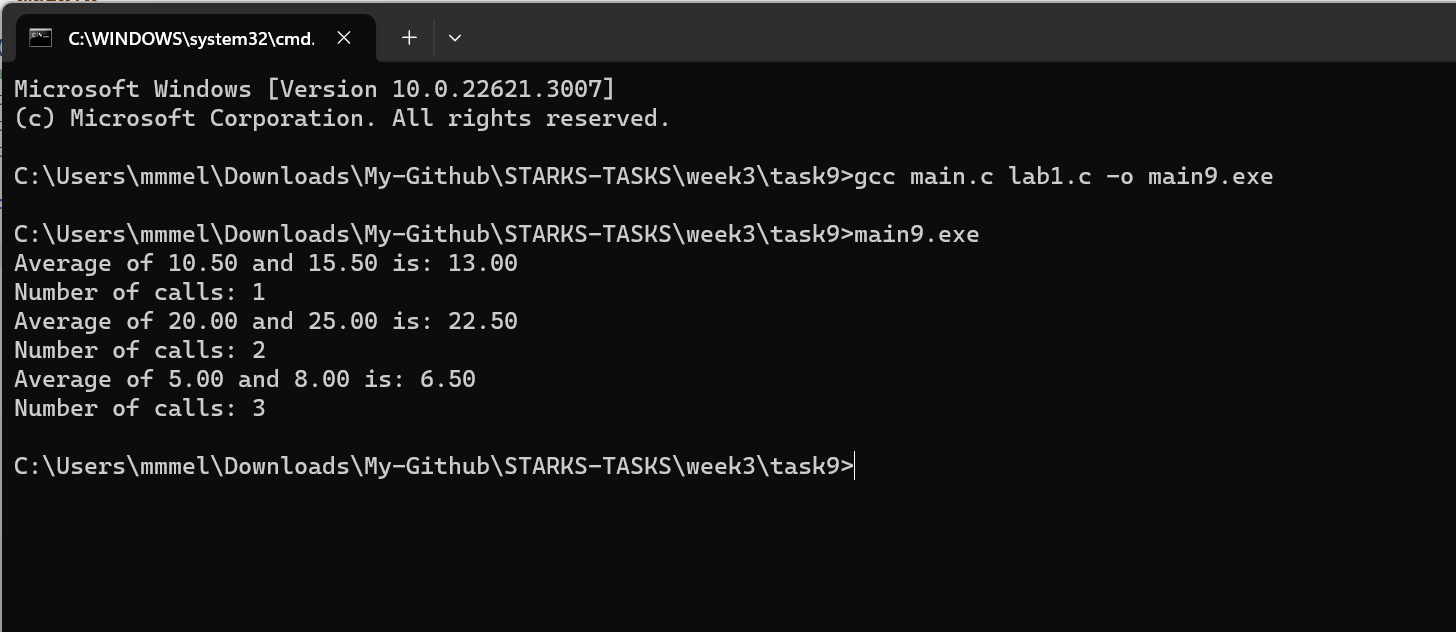 C:\WINDOWS\system32\cmd.
Microsoft Windows [Version 10.0.22621.3007]
(c) Microsoft Corporation. All rights reserved.
C:\Users\mmmel\Downloads\My-Github\STARKS-TASKS\week3\task9>gcc main.c lab1.c -o main9.exe
C:\Users\mmmel\Downloads\My-Github\STARKS-TASKS\week3\task9>main9.exe
Average of 10.50 and 15.50 is: 13.00
Number of calls: 1
Average of 20.00 and 25.00 is: 22.50
Number of calls: 2
Average of 5.00 and 8.00 is: 6.50
Number of calls: 3
C:\Users\mmmel\Downloads\My-Github\STARKS-TASKS\week3\task9>